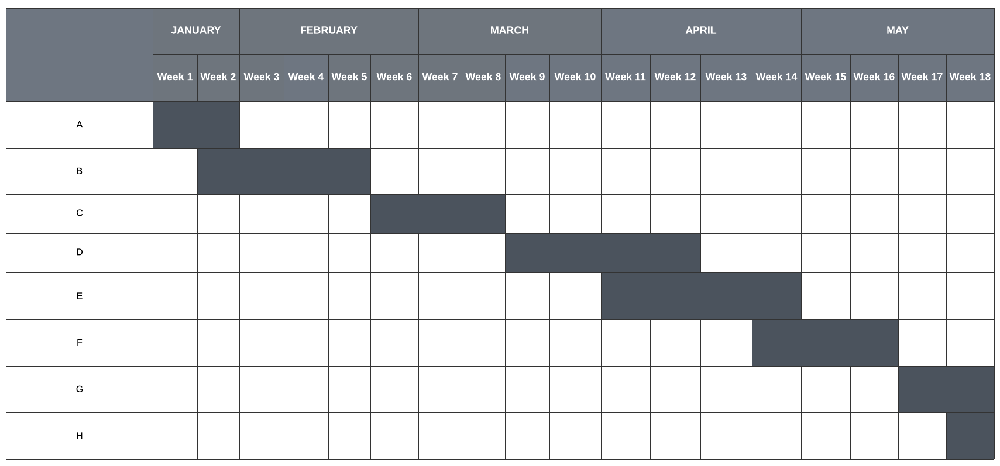 JANUARY FEBRUARY MARCH APRIL MAY
Week 1 Week 2 Week 3 Week 4 Week 5 Week 6 Week 7 Week 8 Week 9 Week 10 Week 11 Week 12 Week 13 Week 14 Week 15 Week 16 Week 17 Week 18
A
B
C
D
E
F
G
H